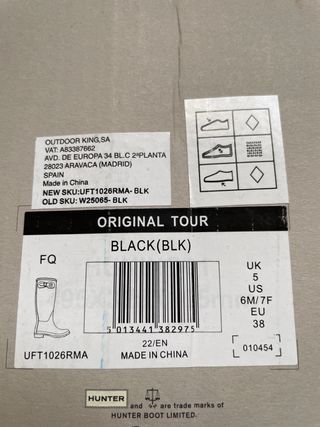 OUTDOOR KING,SA
VAT: A83387662
AVD. DE EUROPA 34 BL.C 2ªPLANTA
28023 ARAVACA (MADRID)
SPAIN
Made in China
NEW SKU:UFT1026RMA- BLK
OLD SKU: W25065- BLK
ORIGINAL TOUR
FQ
BLACK(BLK)
UK
5
US
6M/7F
EU
38
5 013441 382975
22/EN
UFT1026RMA
MADE IN CHINA
010454
HUNTER and are trade marks of
HUNTER BOOT LIMITED.